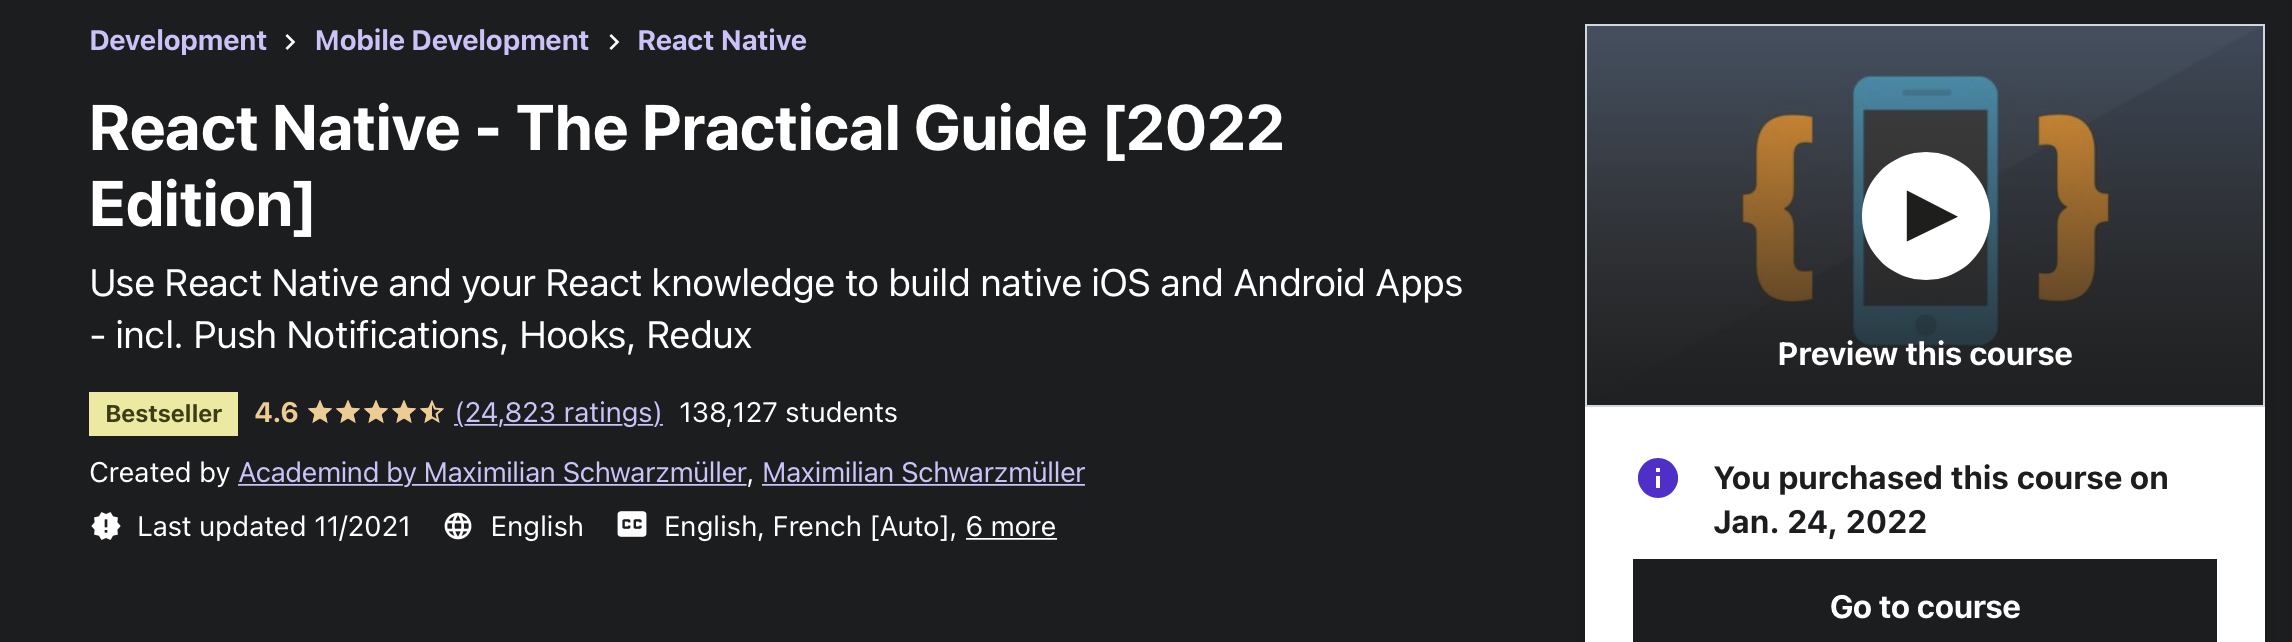 Development > Mobile Development > React Native
React Native - The Practical Guide [2022
Edition]
Use React Native and your React knowledge to build native iOS and Android Apps
- incl. Push Notifications, Hooks, Redux
Bestseller 4.6 (24,823 ratings) 138,127 students
Created by Academind by Maximilian Schwarzmüller, Maximilian Schwarzmüller
Last updated 11/2021 English CC English, French [Auto], 6 more
{ }
Preview this course
You purchased this course on
Jan. 24, 2022
Go to course